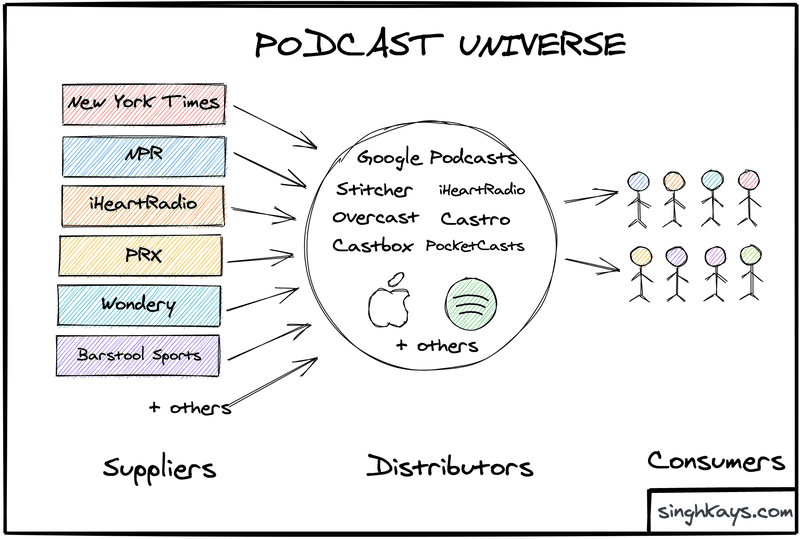 PODCAST UNIVERSE
New York Times
NPR
iHeartRadio
PRX
Wondery
Barstool Sports
+ others
Google Podcasts
Stitcher iHeartRadio
Overcast Castro
Castbox PocketCasts
+ others
Suppliers
Distributors
Consumers
singhkays.com